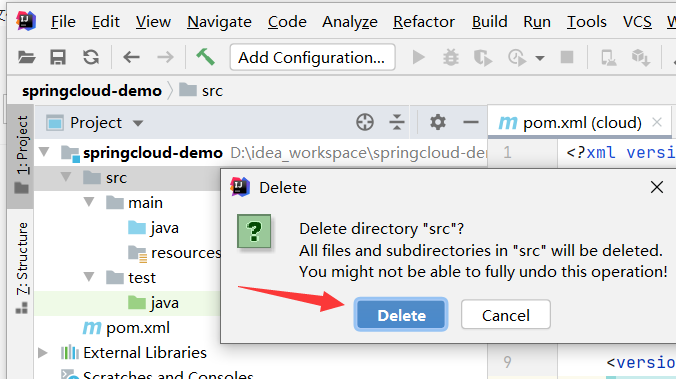 File Edit View Navigate Code Analyze Refactor Build Run Tools VCS
Add Configuration...
springcloud-demo src
1: Project
Project
pom.xml (cloud)
springcloud-demo D:\idea_workspace\springcloud-de
1 <?xml versi
src
Delete
main
Delete directory "src"?
java
All files and subdirectories in "src" will be deleted.
resources
You might not be able to fully undo this operation!
7: Structure
test
java
Delete Cancel
pom.xml
External Libraries
9 <versio
Scratches and Consoles